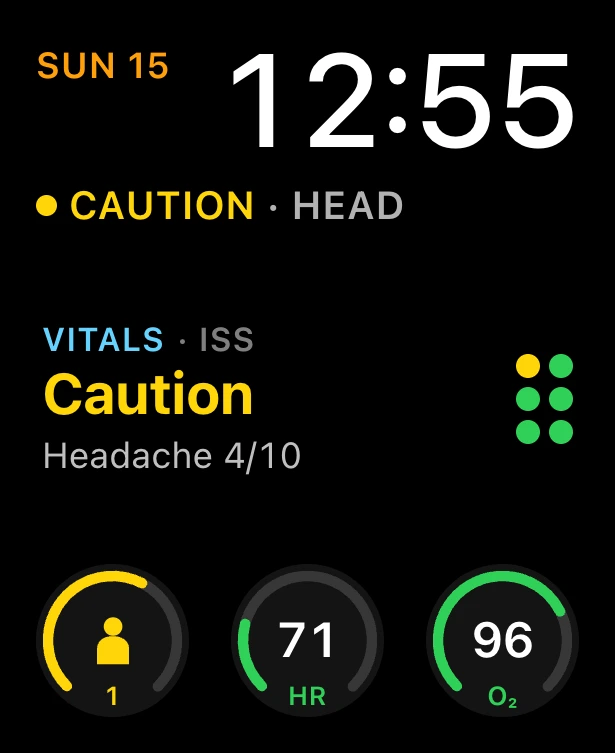 SUN 15
12:55
CAUTION · HEAD
VITALS · ISS
Caution
Headache 4/10
1
71
HR
96
O₂